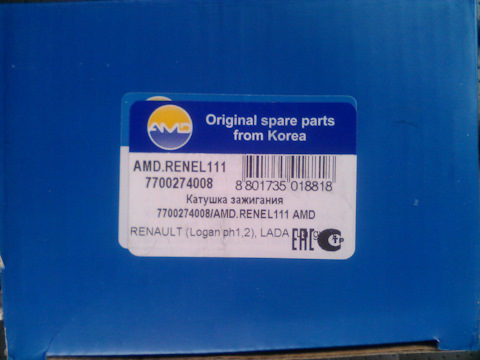 AMD
Original spare parts
from Korea
AMD.RENEL111
7700274008
8 801735 018818
Катушка зажигания
7700274008/AMD.RENEL111 AMD
RENAULT (Logan ph1,2), LADA
EAC